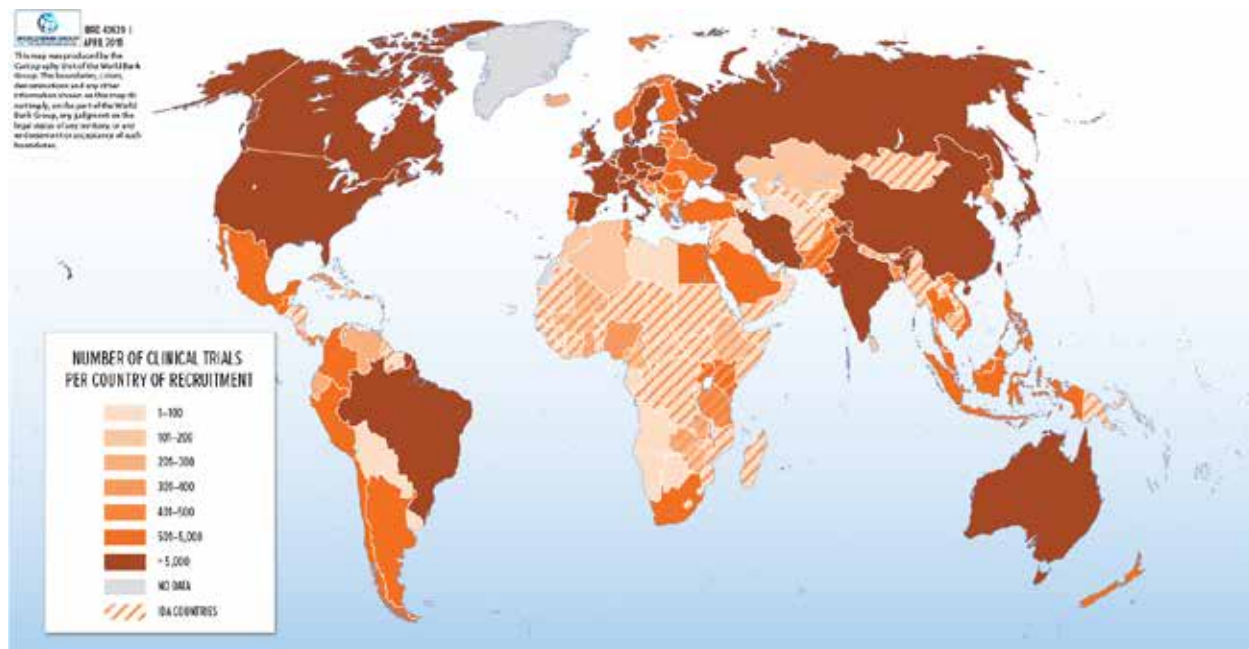 WORLD BANK GROUP
IBRD 43629 |
APRIL 2018
This map was produced by the
Cartography Unit of the World Bank
Group. The boundaries, colors,
denominations and any other
information shown on this map do
not imply, on the part of the World
Bank Group, any judgment on the
legal status of any territory, or any
endorsement or acceptance of such
boundaries.
NUMBER OF CLINICAL TRIALS
PER COUNTRY OF RECRUITMENT
1–100
101–200
201–300
301–400
401–500
501–5,000
> 5,000
NO DATA
IDA COUNTRIES